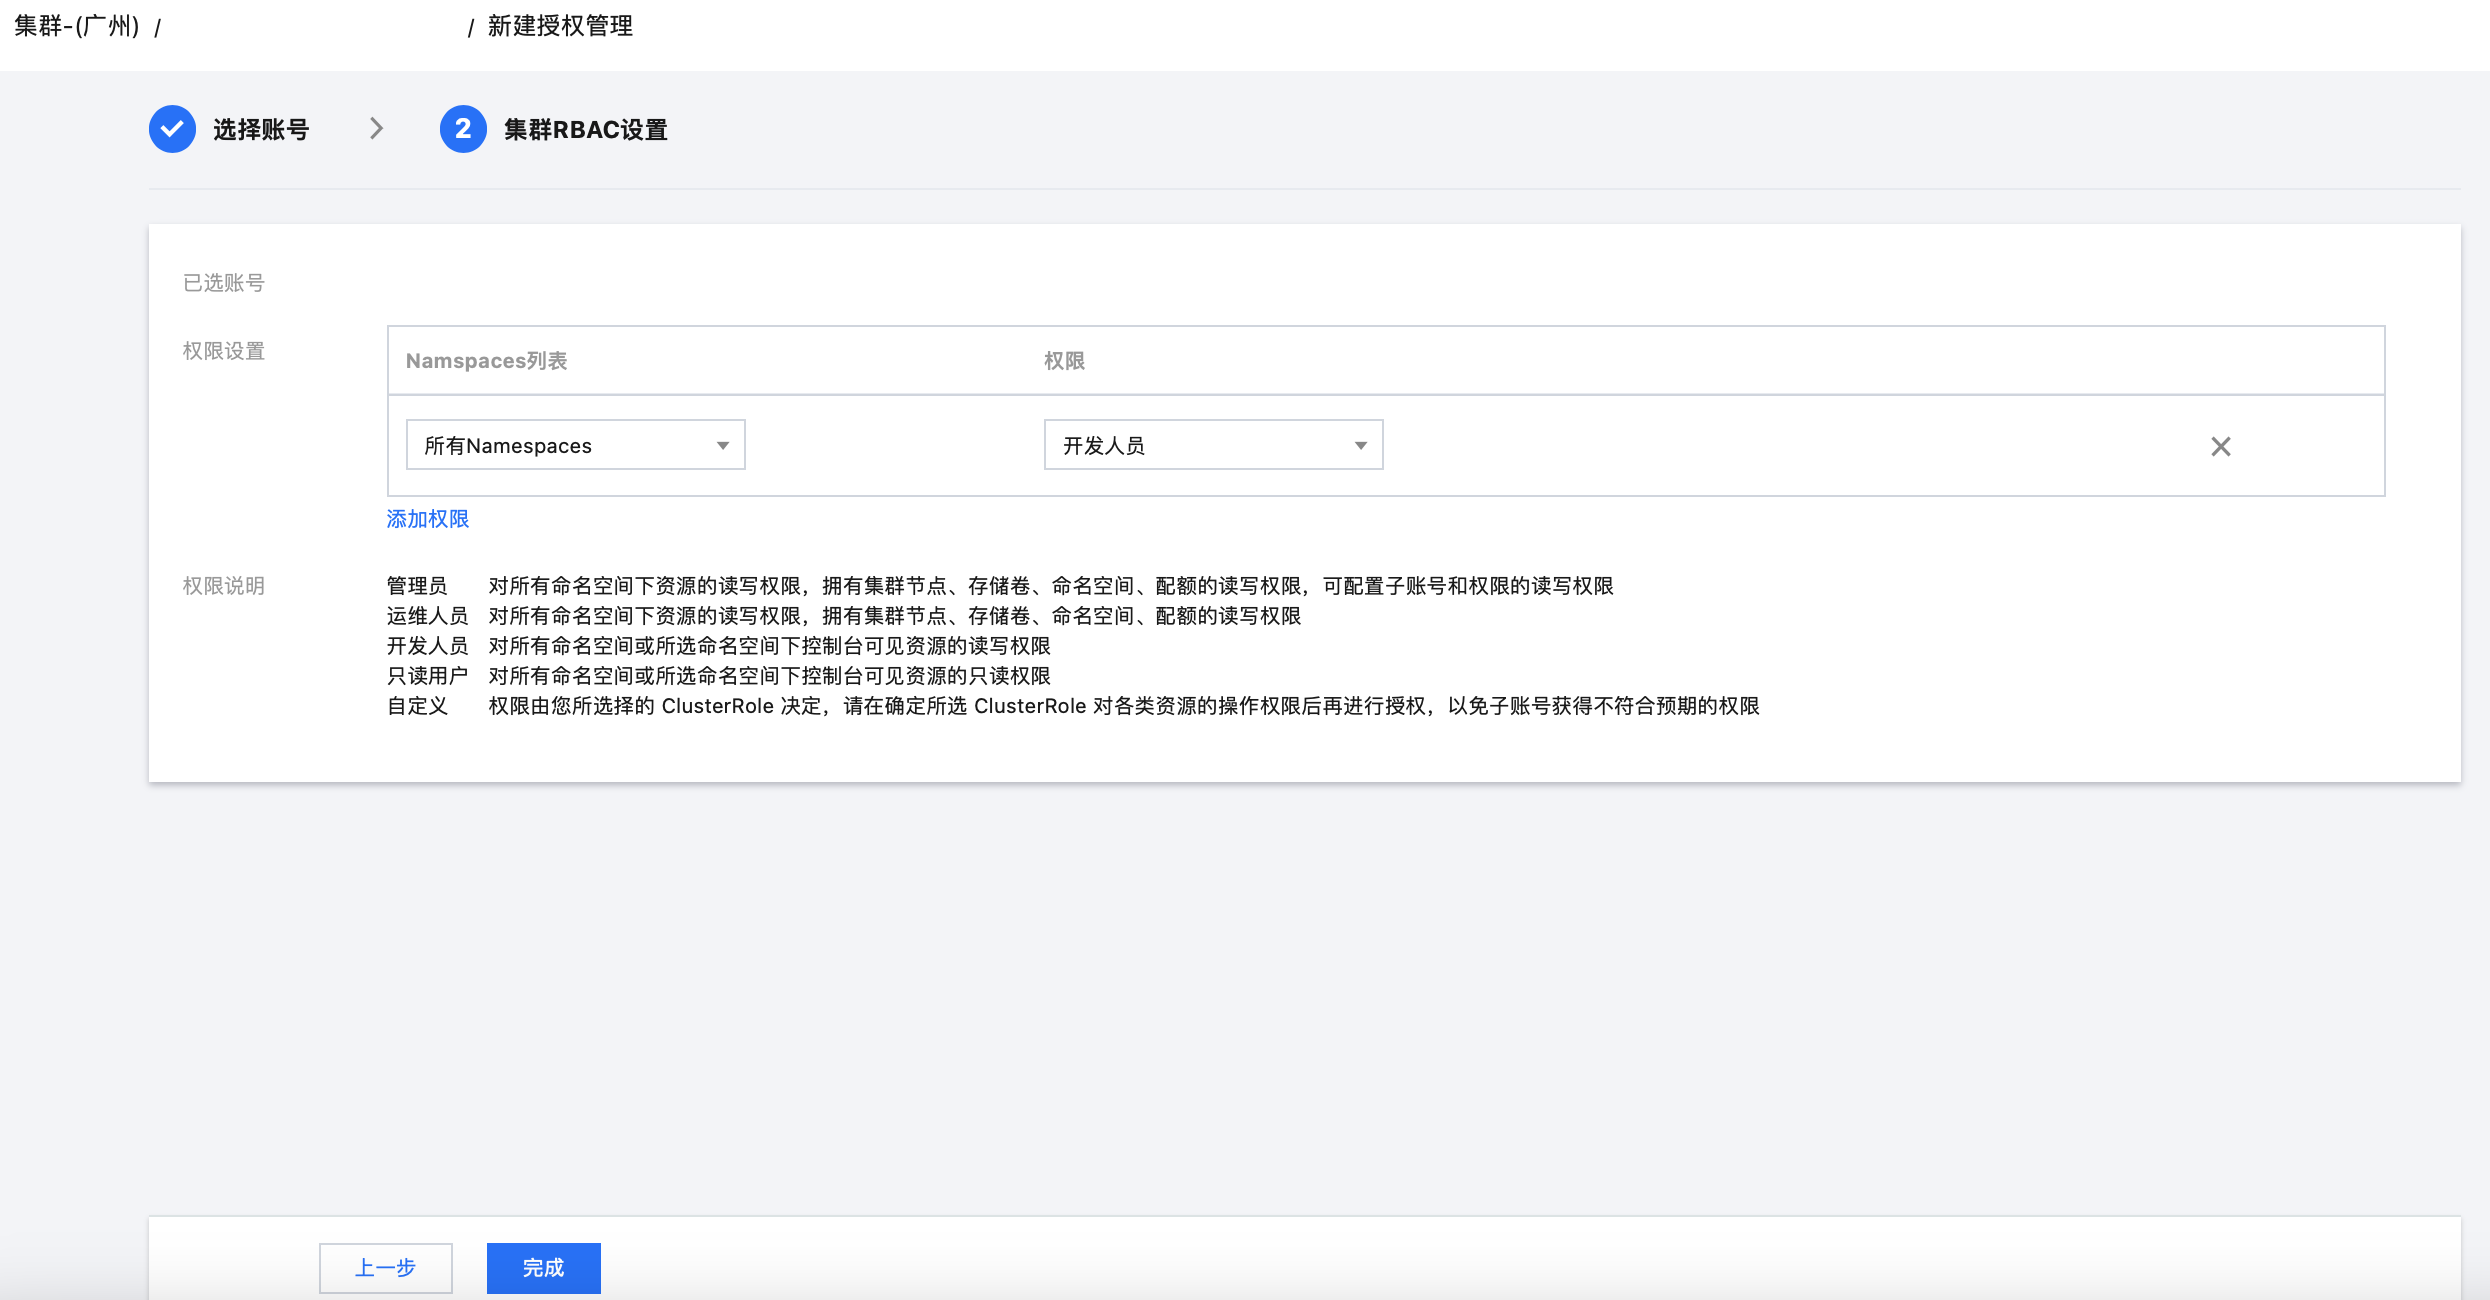 集群-(广州) / / 新建授权管理
选择账号
2 集群RBAC设置
已选账号
权限设置
Namspaces列表 权限
所有Namespaces 开发人员
添加权限
权限说明
管理员 对所有命名空间下资源的读写权限，拥有集群节点、存储卷、命名空间、配额的读写权限，可配置子账号和权限的读写权限
运维人员 对所有命名空间下资源的读写权限，拥有集群节点、存储卷、命名空间、配额的读写权限
开发人员 对所有命名空间或所选命名空间下控制台可见资源的读写权限
只读用户 对所有命名空间或所选命名空间下控制台可见资源的只读权限
自定义 权限由您所选择的 ClusterRole 决定，请在确定所选 ClusterRole 对各类资源的操作权限后再进行授权，以免子账号获得不符合预期的权限
上一步 完成